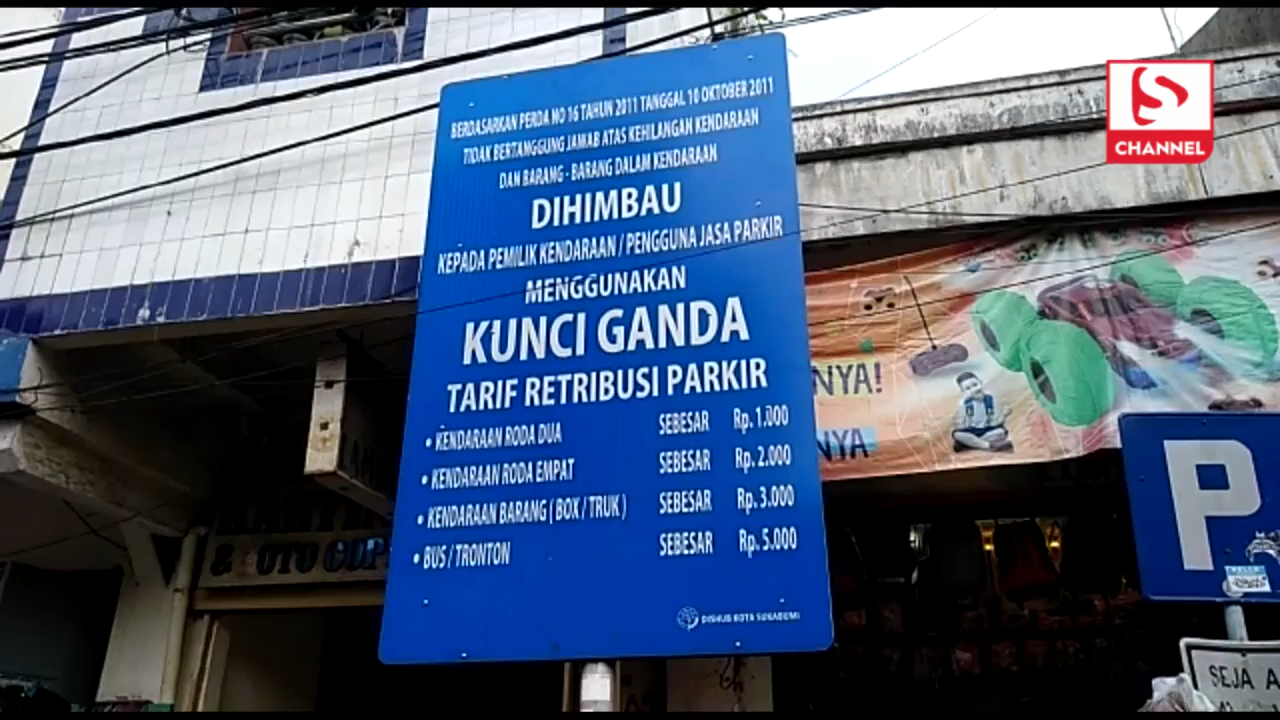 S
CHANNEL
BERDASARKAN PERDA NO 16 TAHUN 2011 TANGGAL 10 OKTOBER 2011
TIDAK BERTANGGUNG JAWAB ATAS KEHILANGAN KENDARAAN
DAN BARANG - BARANG DALAM KENDARAAN
DIHIMBAU
KEPADA PEMILIK KENDARAAN / PENGGUNA JASA PARKIR
MENGGUNAKAN
KUNCI GANDA
TARIF RETRIBUSI PARKIR
• KENDARAAN RODA DUA SEBESAR Rp. 1.000
• KENDARAAN RODA EMPAT SEBESAR Rp. 2.000
• KENDARAAN BARANG ( BOX / TRUK ) SEBESAR Rp. 3.000
• BUS / TRONTON SEBESAR Rp. 5.000
DISHUB KOTA SUKABUMI
NYA!
NYA
P
HELLO
SEJA A